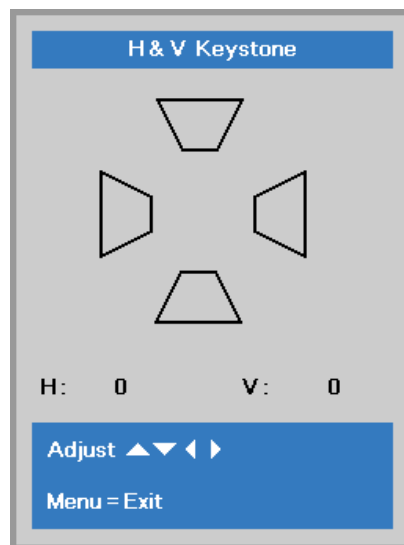 H & V Keystone
H: 0 V: 0
Adjust ▲▼◀▶
Menu = Exit